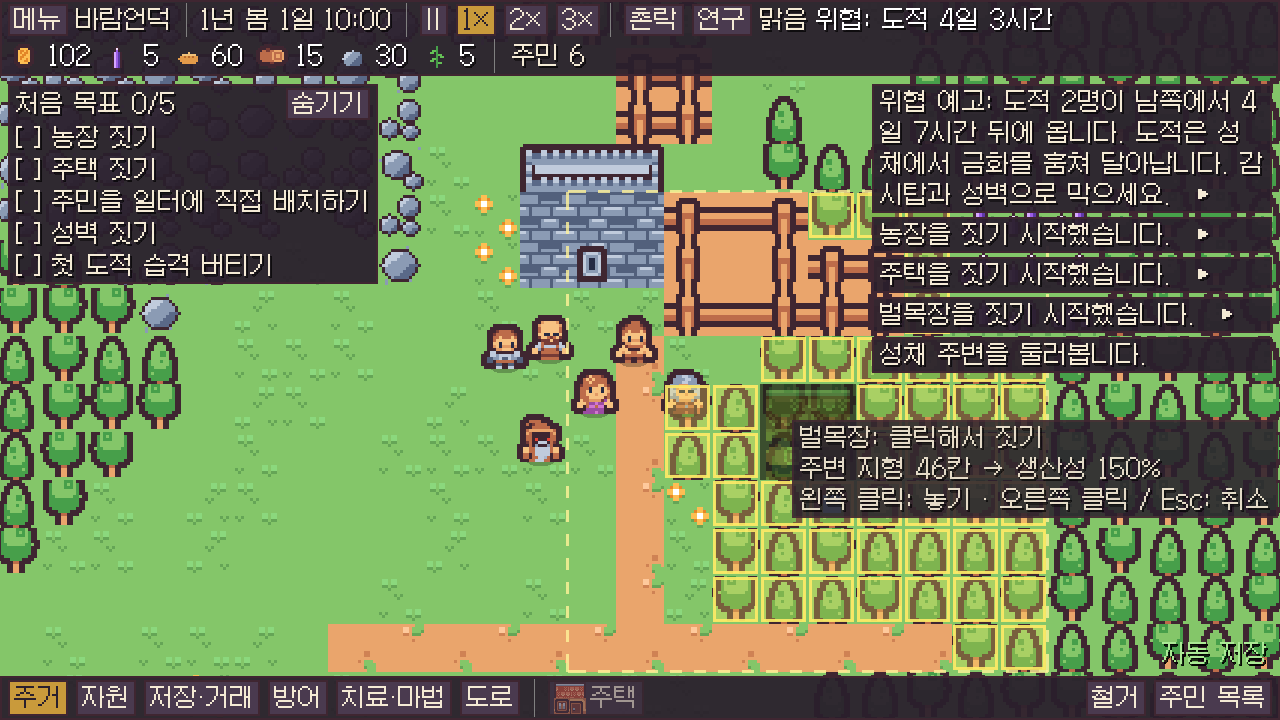 메뉴 바람언덕 1년 봄 1일 10:00 II 1× 2× 3× 촌락 연구 맑음 위협: 도적 4일 3시간
102 5 60 15 30 5 주민 6
처음 목표 0/5 숨기기
[ ] 농장 짓기
[ ] 주택 짓기
[ ] 주민을 일터에 직접 배치하기
[ ] 성벽 짓기
[ ] 첫 도적 습격 버티기
위협 예고: 도적 2명이 남쪽에서 4
일 7시간 뒤에 옵니다. 도적은 성
채에서 금화를 훔쳐 달아납니다. 감
시탑과 성벽으로 막으세요. ▶
농장을 짓기 시작했습니다. ▶
주택을 짓기 시작했습니다. ▶
벌목장을 짓기 시작했습니다. ▶
성채 주변을 둘러봅니다.
벌목장: 클릭해서 짓기
주변 지형 46칸 → 생산성 150%
왼쪽 클릭: 놓기 · 오른쪽 클릭 / Esc: 취소
자동 저장
주거 자원 저장·거래 방어 치료·마법 도로 주택 철거 주민 목록